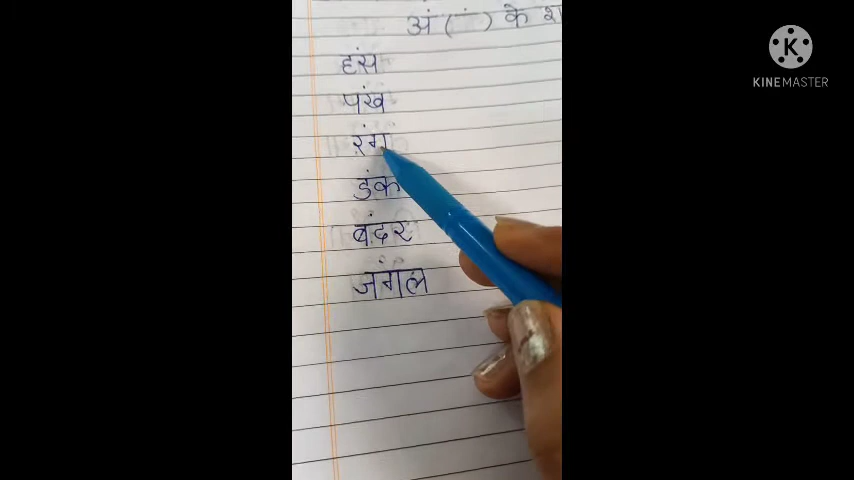 अं (ं) के श
हंस
पंख
रंग
डंक
बंदर
जंगल
K
KINEMASTER